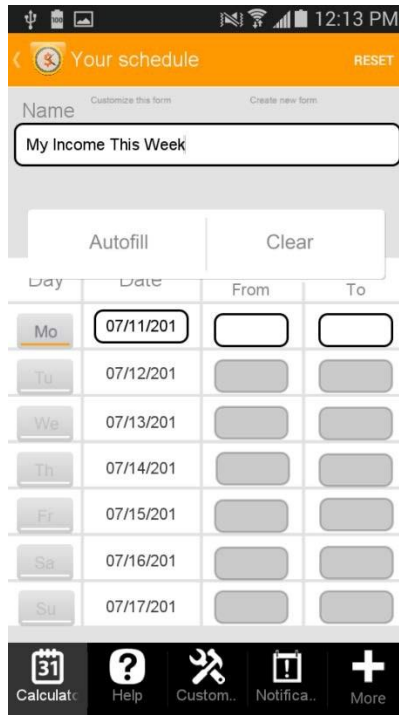 100 12:13 PM
Your schedule RESET
Name Customize this form Create new form
My Income This Week
Autofill Clear
Day Date From To
Mo 07/11/201
Tu 07/12/201
We 07/13/201
Th 07/14/201
Fr 07/15/201
Sa 07/16/201
Su 07/17/201
31 ? !
Calculato Help Custom.. Notifica.. More